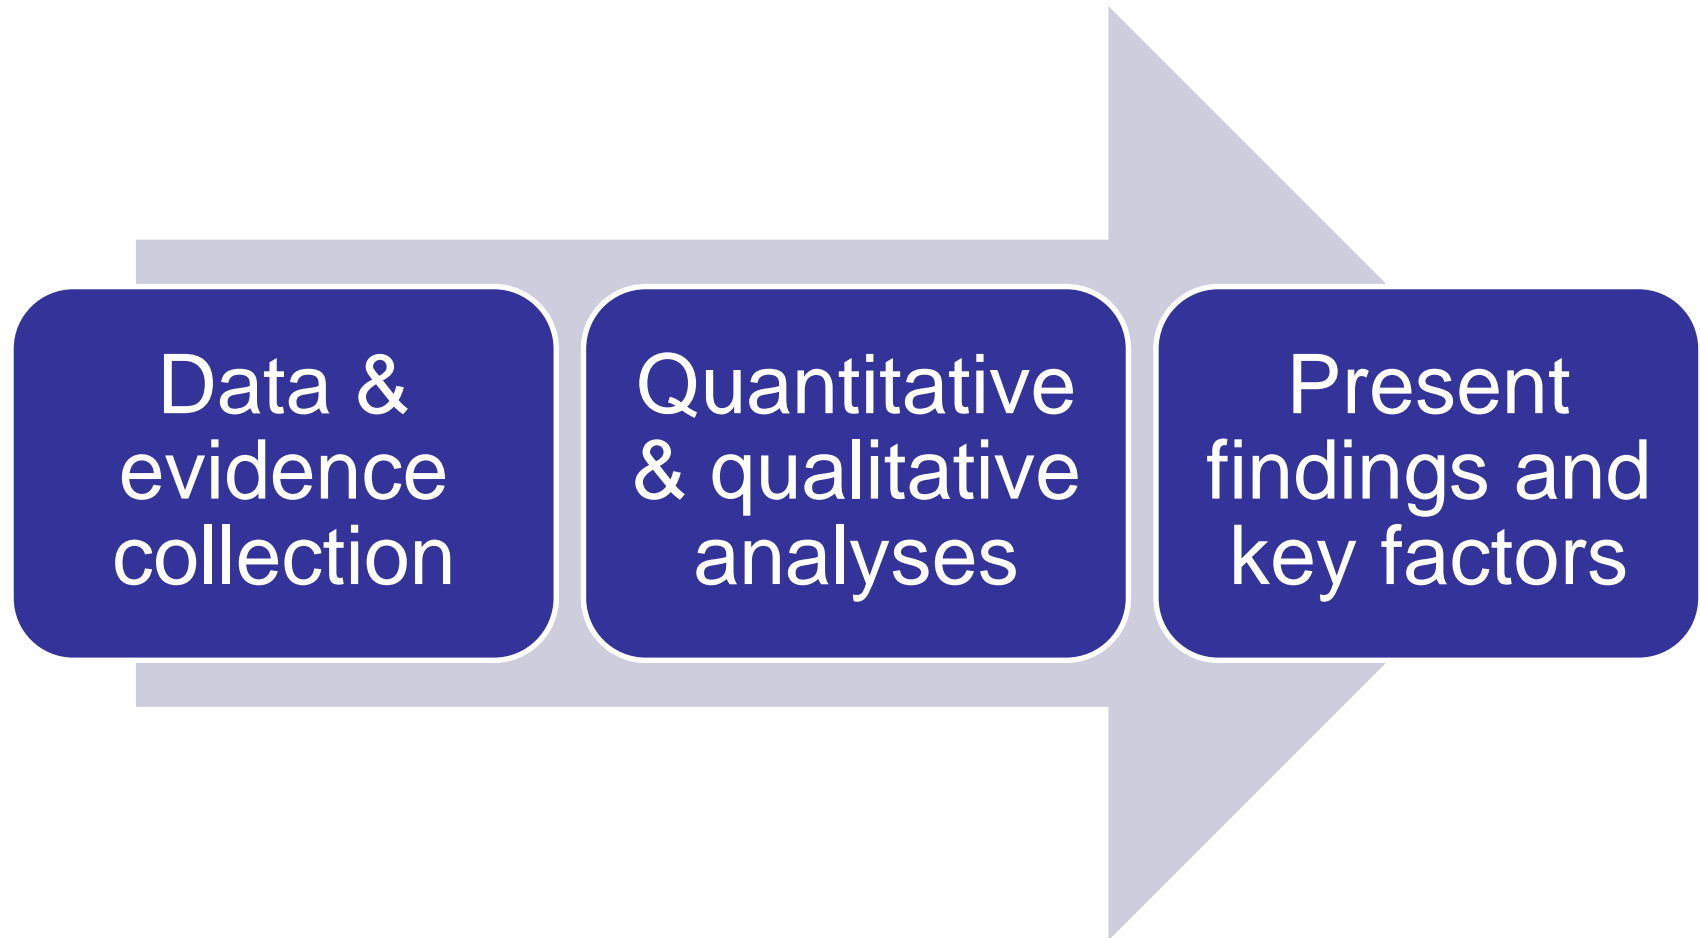 Data &
evidence
collection
Quantitative
& qualitative
analyses
Present
findings and
key factors